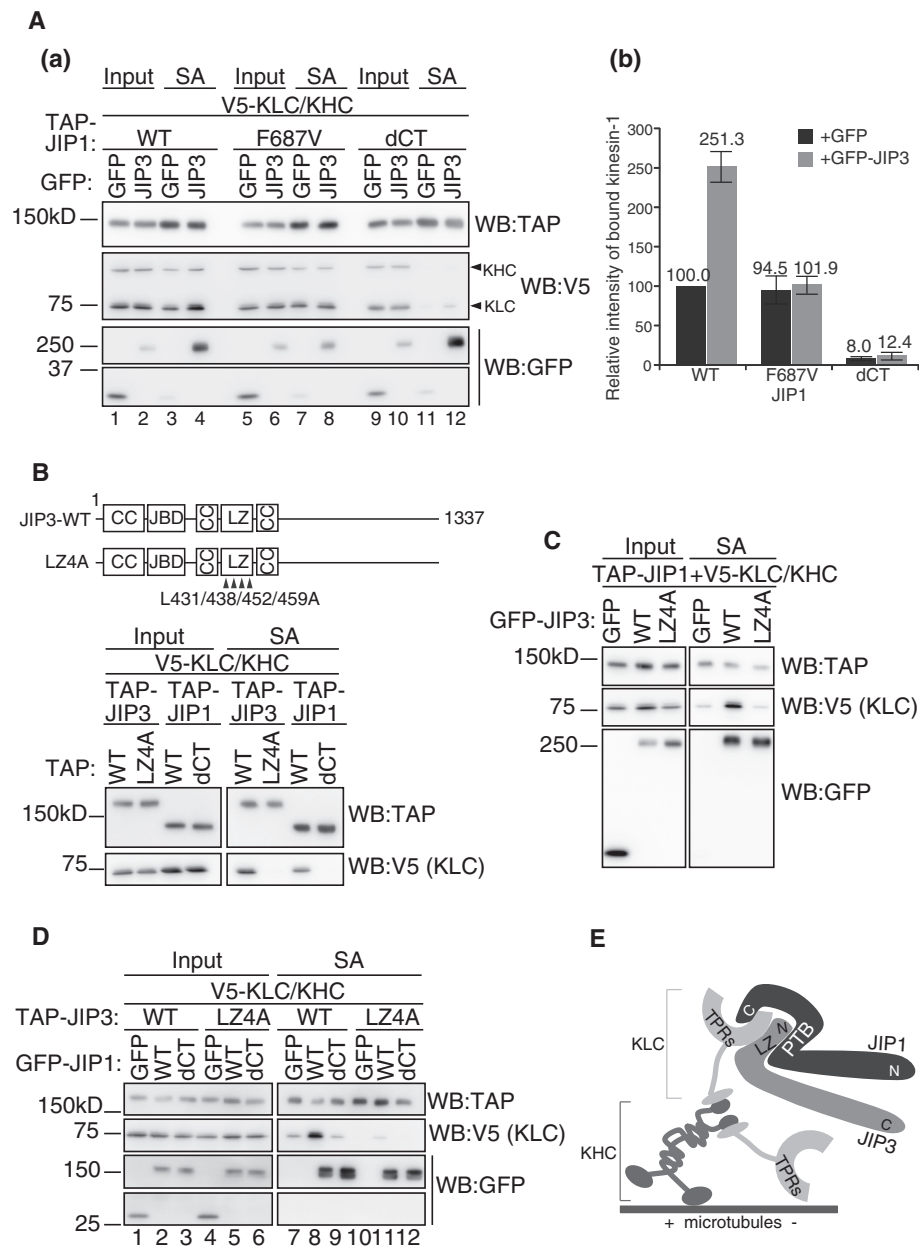 A
(a)
Input SA Input SA Input SA
V5-KLC/KHC
TAP-
JIP1: WT F687V dCT
GFP: GFP JIP3 GFP JIP3 GFP JIP3 GFP JIP3 GFP JIP3 GFP JIP3
150kD
WB:TAP
KHC
WB:V5
75
KLC
250
37
WB:GFP
1 2 3 4 5 6 7 8 9 10 11 12
(b)
Relative intensity of bound kinesin-1
300
250
200
150
100
50
0
+GFP
+GFP-JIP3
251.3
100.0
94.5 101.9
8.0 12.4
WT F687V dCT
JIP1
B
1
JIP3-WT CC JBD CC LZ CC 1337
LZ4A CC JBD CC LZ CC
L431/438/452/459A
Input SA
V5-KLC/KHC
TAP- TAP- TAP- TAP-
JIP3 JIP1 JIP3 JIP1
TAP: WT LZ4A WT dCT WT LZ4A WT dCT
150kD
WB:TAP
75
WB:V5 (KLC)
C
Input SA
TAP-JIP1+V5-KLC/KHC
GFP-JIP3: GFP WT LZ4A GFP WT LZ4A
150kD
WB:TAP
75
WB:V5 (KLC)
250
WB:GFP
D
Input SA
V5-KLC/KHC
TAP-JIP3: WT LZ4A WT LZ4A
GFP-JIP1: GFP WT dCT GFP WT dCT GFP WT dCT GFP WT dCT
150kD
WB:TAP
75
WB:V5 (KLC)
150
WB:GFP
25
1 2 3 4 5 6 7 8 9 10 11 12
E
KLC
TPRs
C
LZ N
PTB
JIP1
N
C
JIP3
KHC
TPRs
+ microtubules -